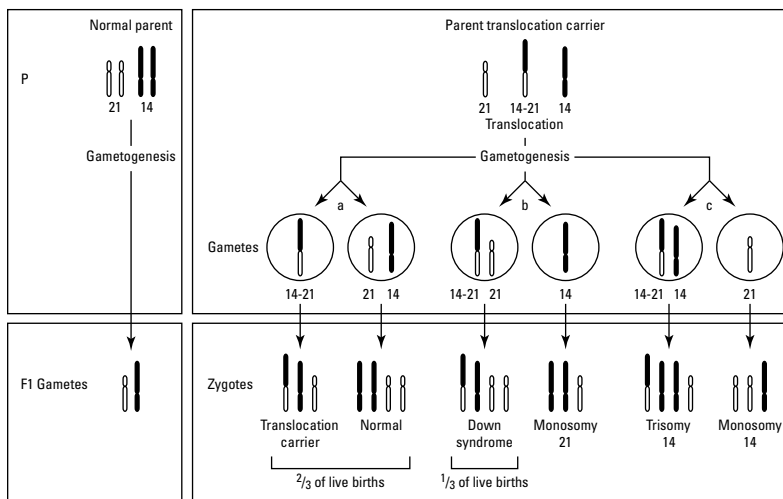 Normal parent
P
21 14
Gametogenesis
F1 Gametes
Parent translocation carrier
21 14-21 14
Translocation
Gametogenesis
a b c
Gametes
14-21 21 14 14-21 21 14 14-21 14 21
Zygotes
Translocation carrier
Normal
Down syndrome
Monosomy 21
Trisomy 14
Monosomy 14
2/3 of live births
1/3 of live births